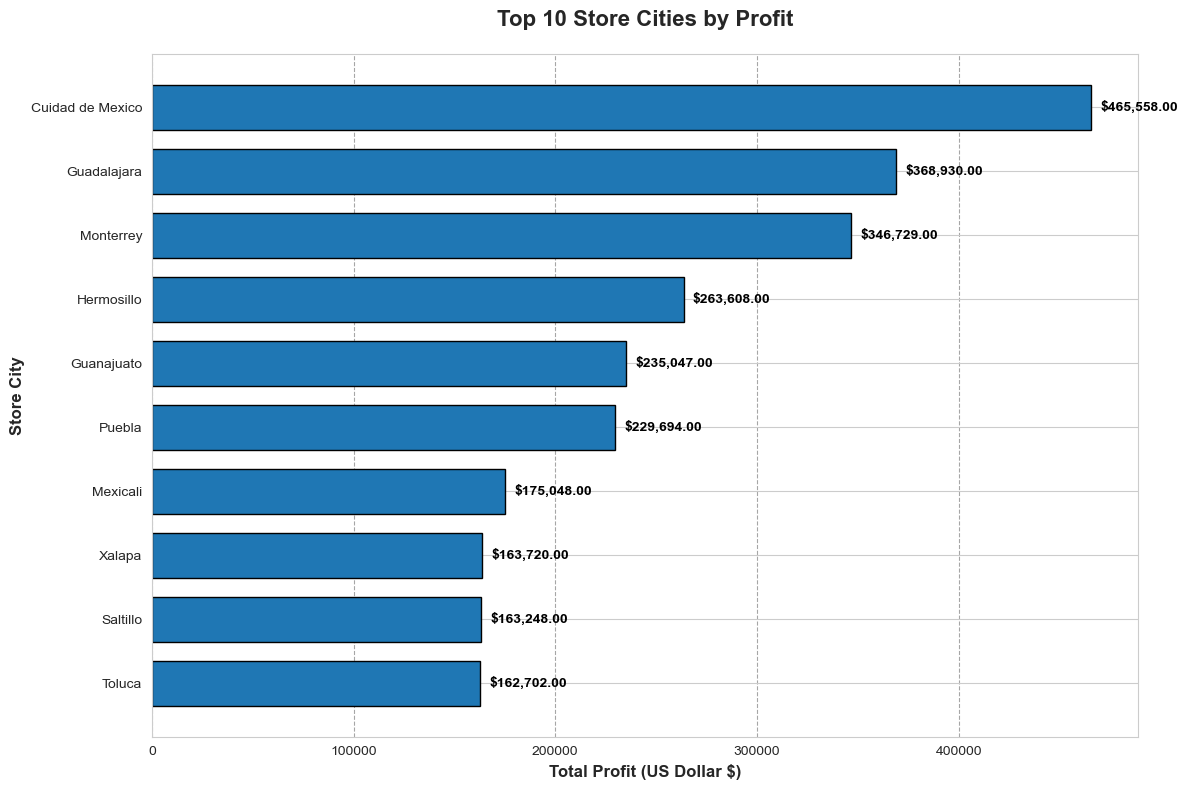 Top 10 Store Cities by Profit
Cuidad de Mexico $465,558.00
Guadalajara $368,930.00
Monterrey $346,729.00
Hermosillo $263,608.00
Guanajuato $235,047.00
Puebla $229,694.00
Mexicali $175,048.00
Xalapa $163,720.00
Saltillo $163,248.00
Toluca $162,702.00
Store City
0 100000 200000 300000 400000
Total Profit (US Dollar $)